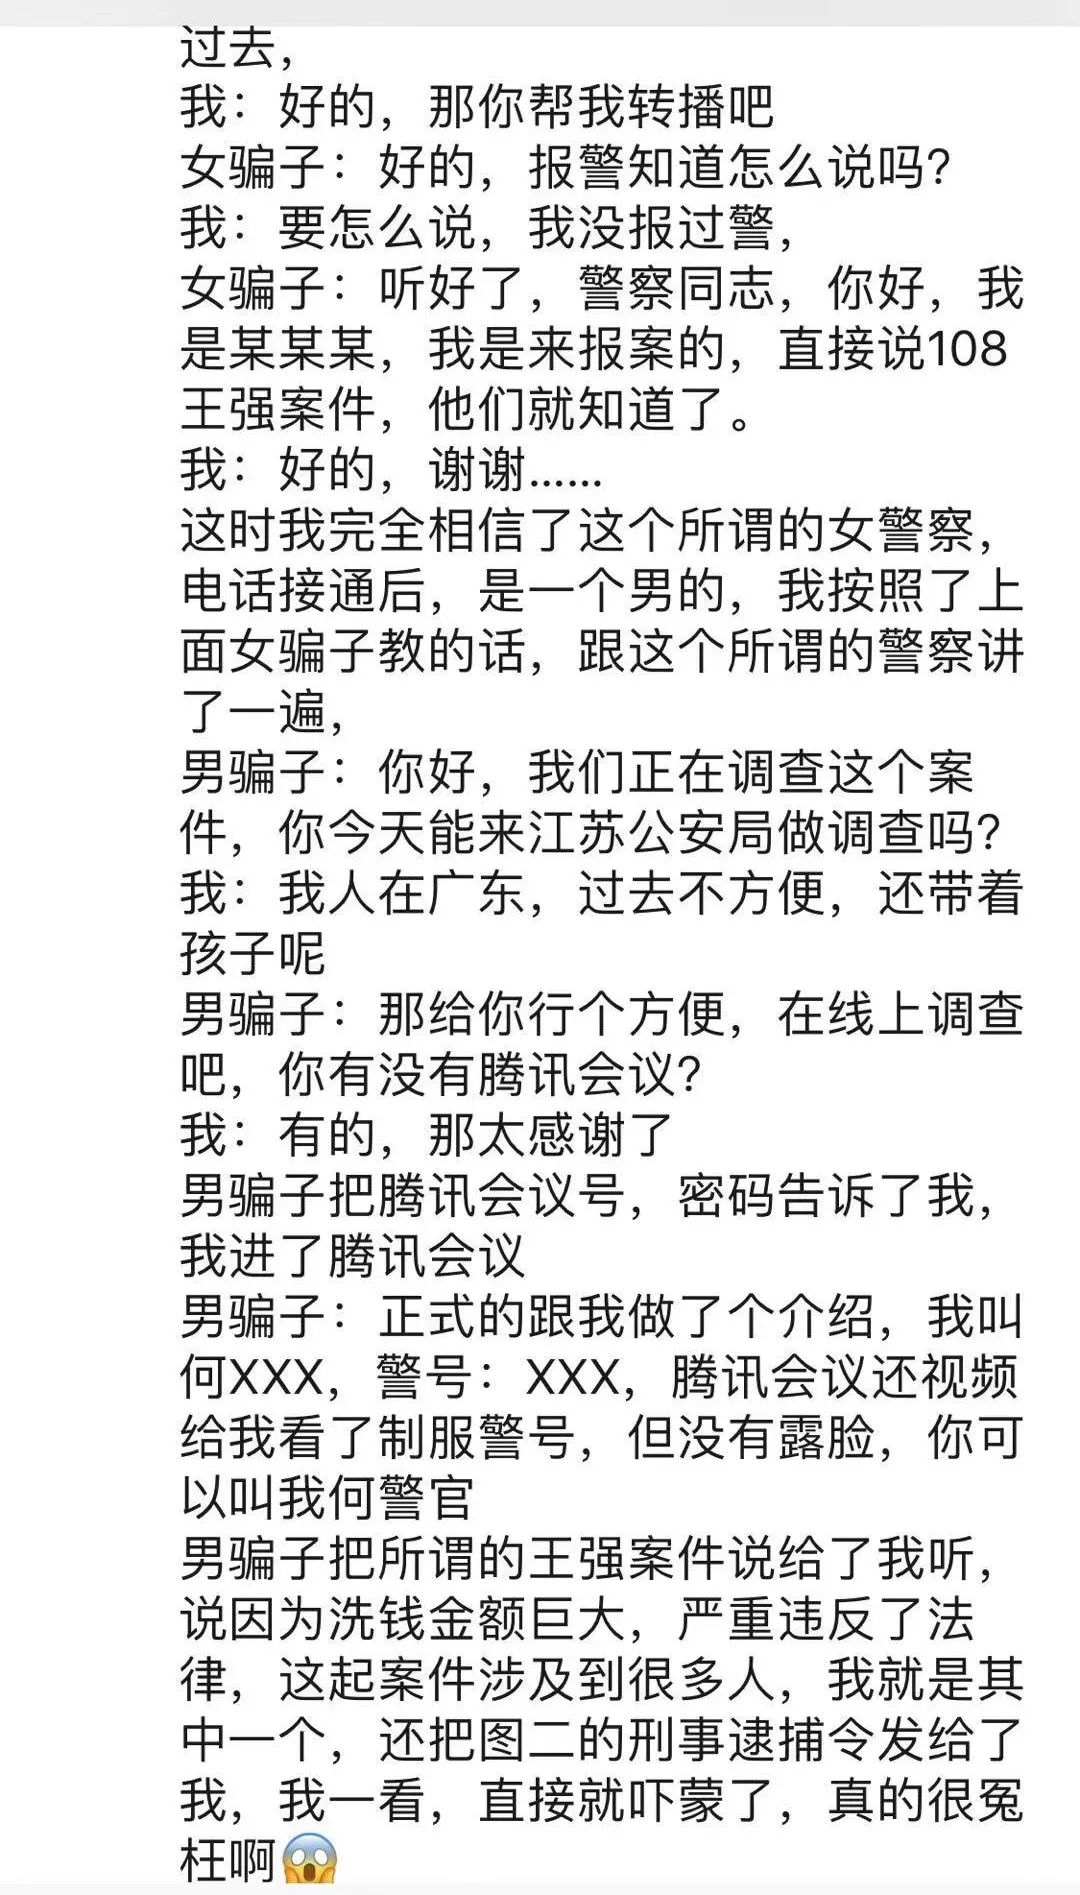 过去，
我：好的，那你帮我转播吧
女骗子：好的，报警知道怎么说吗？
我：要怎么说，我没报过警，
女骗子：听好了，警察同志，你好，我
是某某某，我是来报案的，直接说108
王强案件，他们就知道了。
我：好的，谢谢……
这时我完全相信了这个所谓的女警察，
电话接通后，是一个男的，我按照了上
面女骗子教的话，跟这个所谓的警察讲
了一遍，
男骗子：你好，我们正在调查这个案
件，你今天能来江苏公安局做调查吗？
我：我人在广东，过去不方便，还带着
孩子呢
男骗子：那给你行个方便，在线上调查
吧，你有没有腾讯会议？
我：有的，那太感谢了
男骗子把腾讯会议号，密码告诉了我，
我进了腾讯会议
男骗子：正式的跟我做了个介绍，我叫
何XXX，警号：XXX，腾讯会议还视频
给我看了制服警号，但没有露脸，你可
以叫我何警官
男骗子把所谓的王强案件说给了我听，
说因为洗钱金额巨大，严重违反了法
律，这起案件涉及到很多人，我就是其
中一个，还把图二的刑事逮捕令发给了
我，我一看，直接就吓蒙了，真的很冤
枉啊😱